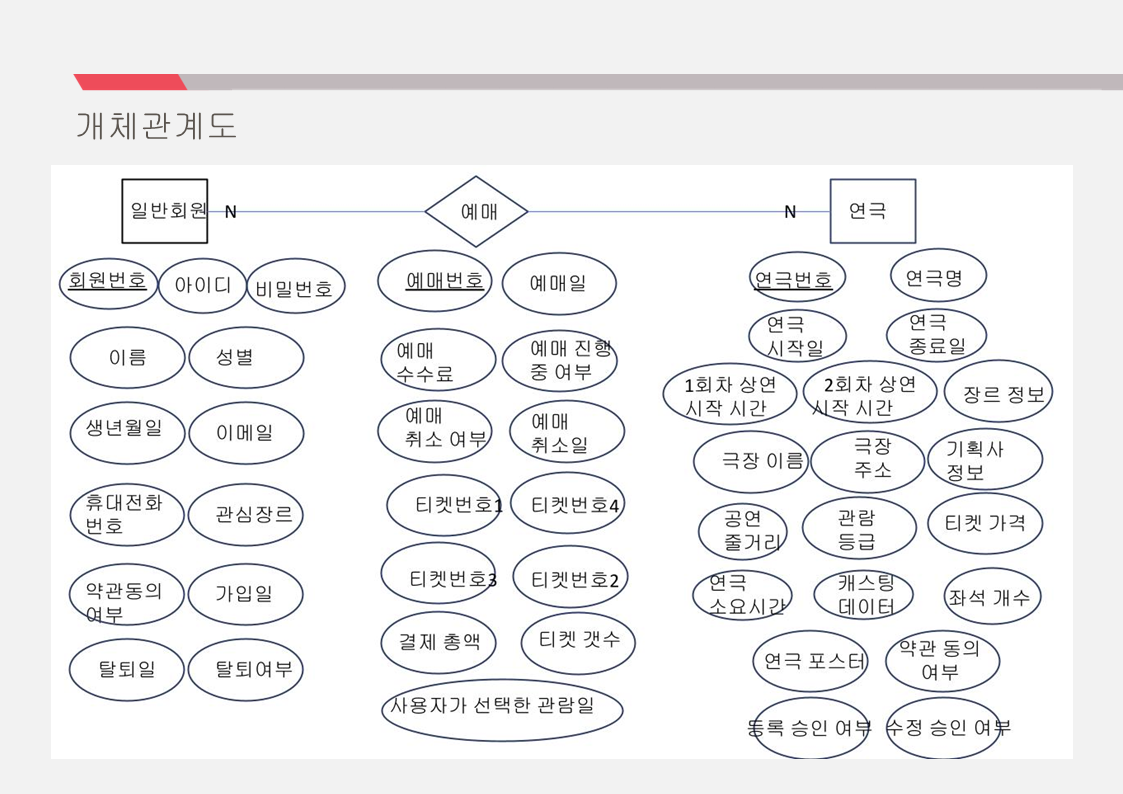 개체관계도
일반회원 N 예매 N 연극
회원번호 아이디 비밀번호
이름 성별
생년월일 이메일
휴대전화
번호
관심장르
약관동의
여부
가입일
탈퇴일 탈퇴여부
예매번호 예매일
예매
수수료
예매 진행
중 여부
예매
취소 여부
예매
취소일
티켓번호1 티켓번호4
티켓번호3 티켓번호2
결제 총액 티켓 갯수
사용자가 선택한 관람일
연극번호 연극명
연극
시작일
연극
종료일
1회차 상연
시작 시간
2회차 상연
시작 시간
장르 정보
극장 이름
극장
주소
기획사
정보
공연
줄거리
관람
등급
티켓 가격
연극
소요시간
캐스팅
데이터
좌석 개수
연극 포스터
약관 동의
여부
등록 승인 여부 수정 승인 여부